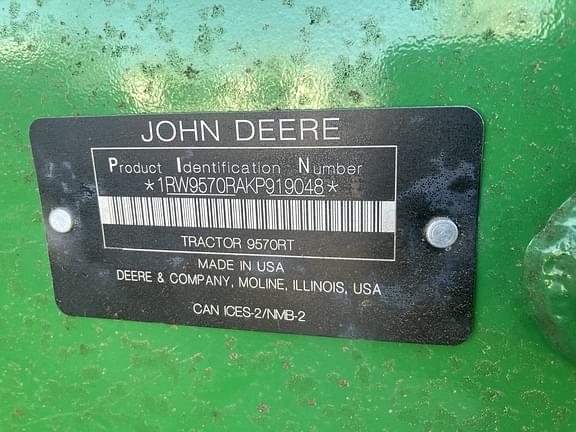 JOHN DEERE
Product Identification Number
*1RW9570RAKP919048*
TRACTOR 9570RT
MADE IN USA
DEERE & COMPANY, MOLINE, ILLINOIS, USA
CAN ICES-2/NMB-2